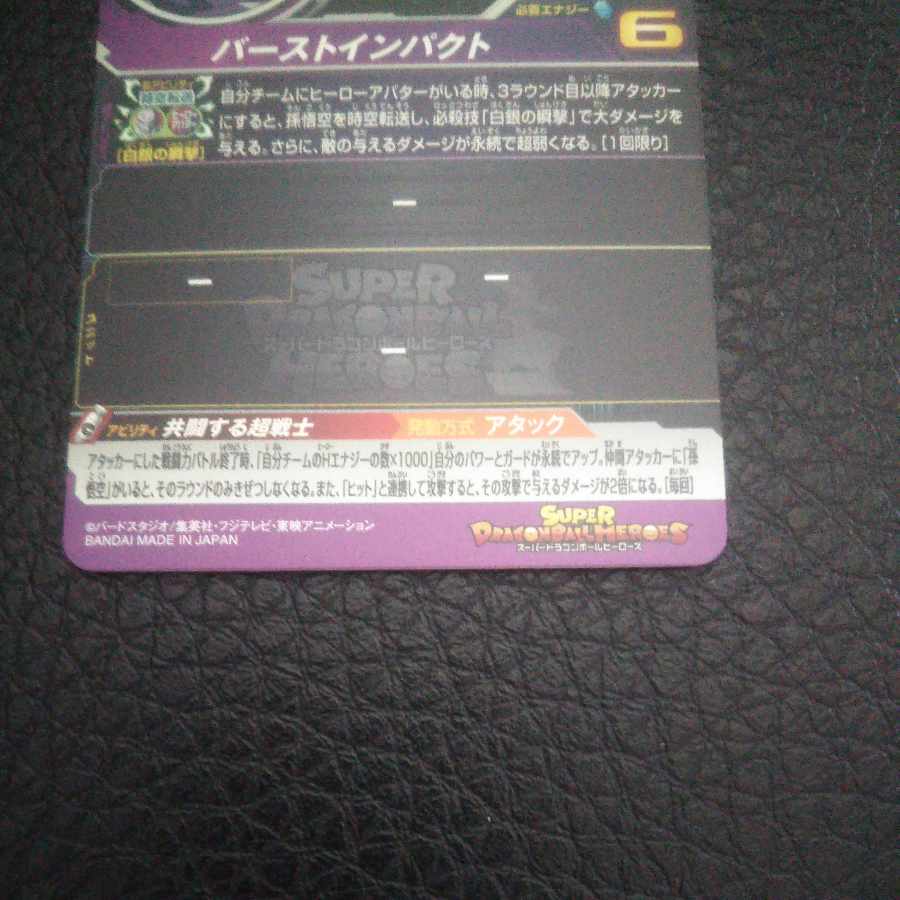 必要エナジー
6
バーストインパクト
超アビリティ
時空転送
[白銀の瞬撃]
自分チームにヒーローアバターがいる時、3ラウンド目以降アタッカー
にすると、孫悟空を時空転送し、必殺技「白銀の瞬撃」で大ダメージを
与える。さらに、敵の与えるダメージが永続で超弱くなる。[1回限り]
ー
ー
ー
ー
SUPER
DRAGONBALL
スーパードラゴンボールヒーローズ
HEROES
アビリティ 共闘する超戦士 発動方式 アタック
アタッカーにした戦闘力バトル終了時、「自分チームのHエナジーの数×1000」自分のパワーとガードが永続でアップ。仲間アタッカーに「孫
悟空」がいると、そのラウンドのみきぜつしなくなる。また、「ヒット」と連携して攻撃すると、その攻撃で与えるダメージが2倍になる。[毎回]
©バードスタジオ/集英社・フジテレビ・東映アニメーション
BANDAI MADE IN JAPAN
SUPER
DRAGONBALL HEROES
スーパードラゴンボールヒーローズ